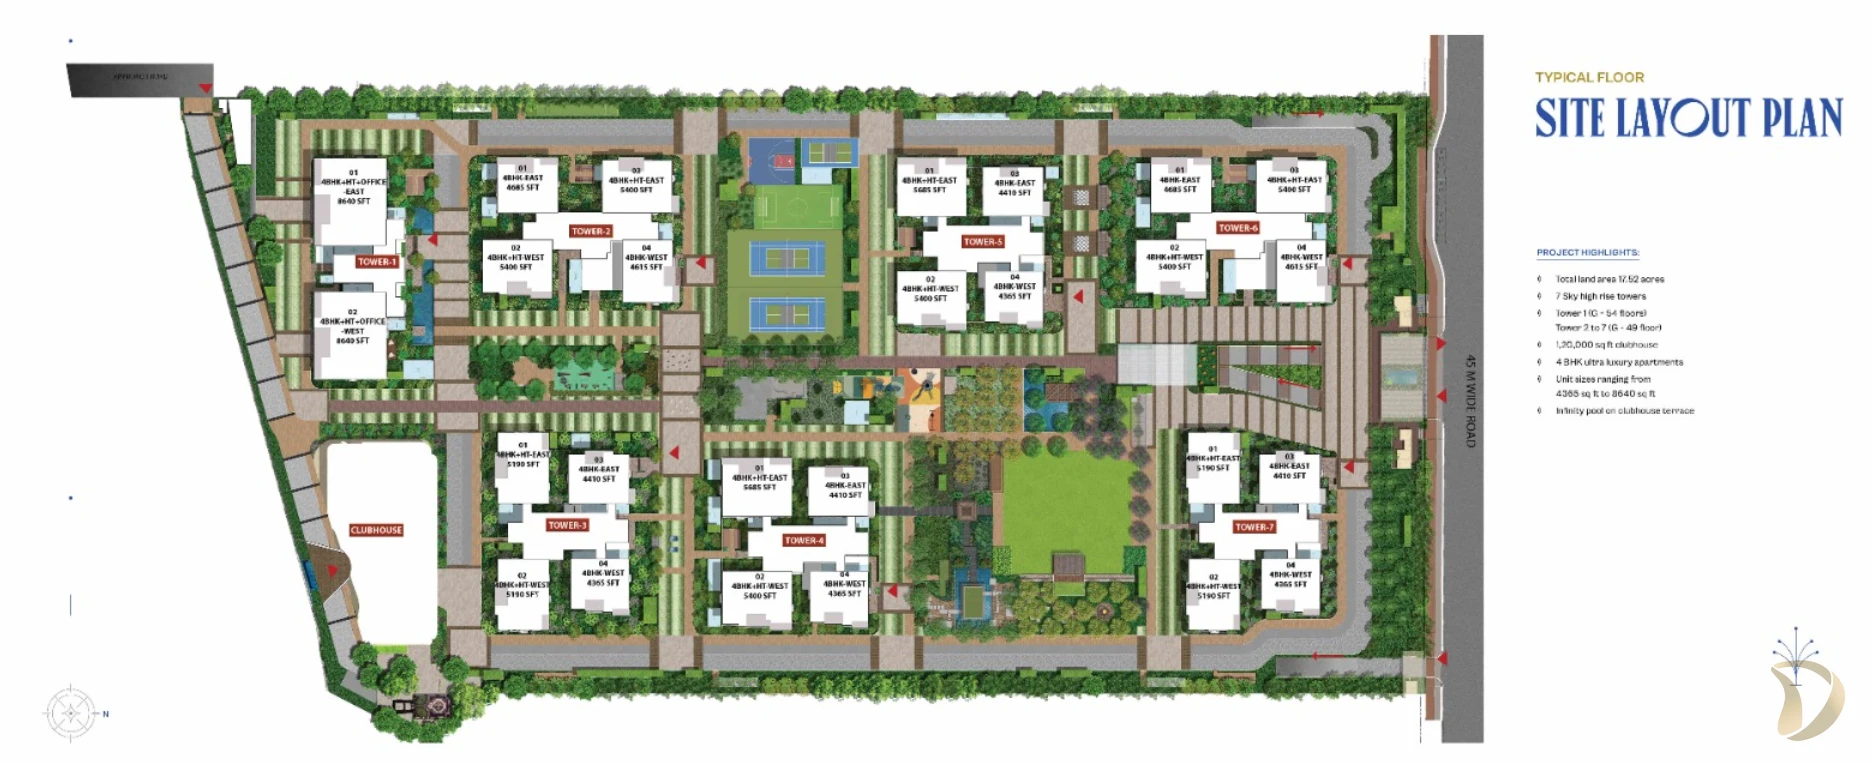 TYPICAL FLOOR
SITE LAYOUT PLAN
PROJECT HIGHLIGHTS:
Total land area 17.52 acres
7 Sky high rise towers
Tower 1 (G + 54 floors)
Tower 2 to 7 (G + 49 floor)
1,20,000 sq ft clubhouse
4 BHK ultra luxury apartments
Unit sizes ranging from
4365 sq ft to 8640 sq ft
Infinity pool on clubhouse terrace
APPROACH ROAD
01
4BHK+HT+OFFICE
-EAST
8640 SFT
TOWER-1
02
4BHK+HT+OFFICE
-WEST
8640 SFT
01
4BHK-EAST
4685 SFT
03
4BHK+HT-EAST
5400 SFT
TOWER-2
02
4BHK+HT-WEST
5400 SFT
04
4BHK-WEST
4615 SFT
01
4BHK+HT-EAST
5685 SFT
03
4BHK-EAST
4410 SFT
TOWER-5
02
4BHK+HT-WEST
5400 SFT
04
4BHK-WEST
4365 SFT
01
4BHK-EAST
4685 SFT
03
4BHK+HT-EAST
5400 SFT
TOWER-6
02
4BHK+HT-WEST
5400 SFT
04
4BHK-WEST
4615 SFT
45 M WIDE ROAD
CLUBHOUSE
01
4BHK+HT-EAST
5190 SFT
03
4BHK-EAST
4410 SFT
TOWER-3
02
4BHK+HT-WEST
5190 SFT
04
4BHK-WEST
4365 SFT
01
4BHK+HT-EAST
5685 SFT
03
4BHK-EAST
4410 SFT
TOWER-4
02
4BHK+HT-WEST
5400 SFT
04
4BHK-WEST
4365 SFT
01
4BHK+HT-EAST
5190 SFT
03
4BHK-EAST
4410 SFT
TOWER-7
02
4BHK+HT-WEST
5190 SFT
04
4BHK-WEST
4365 SFT
N